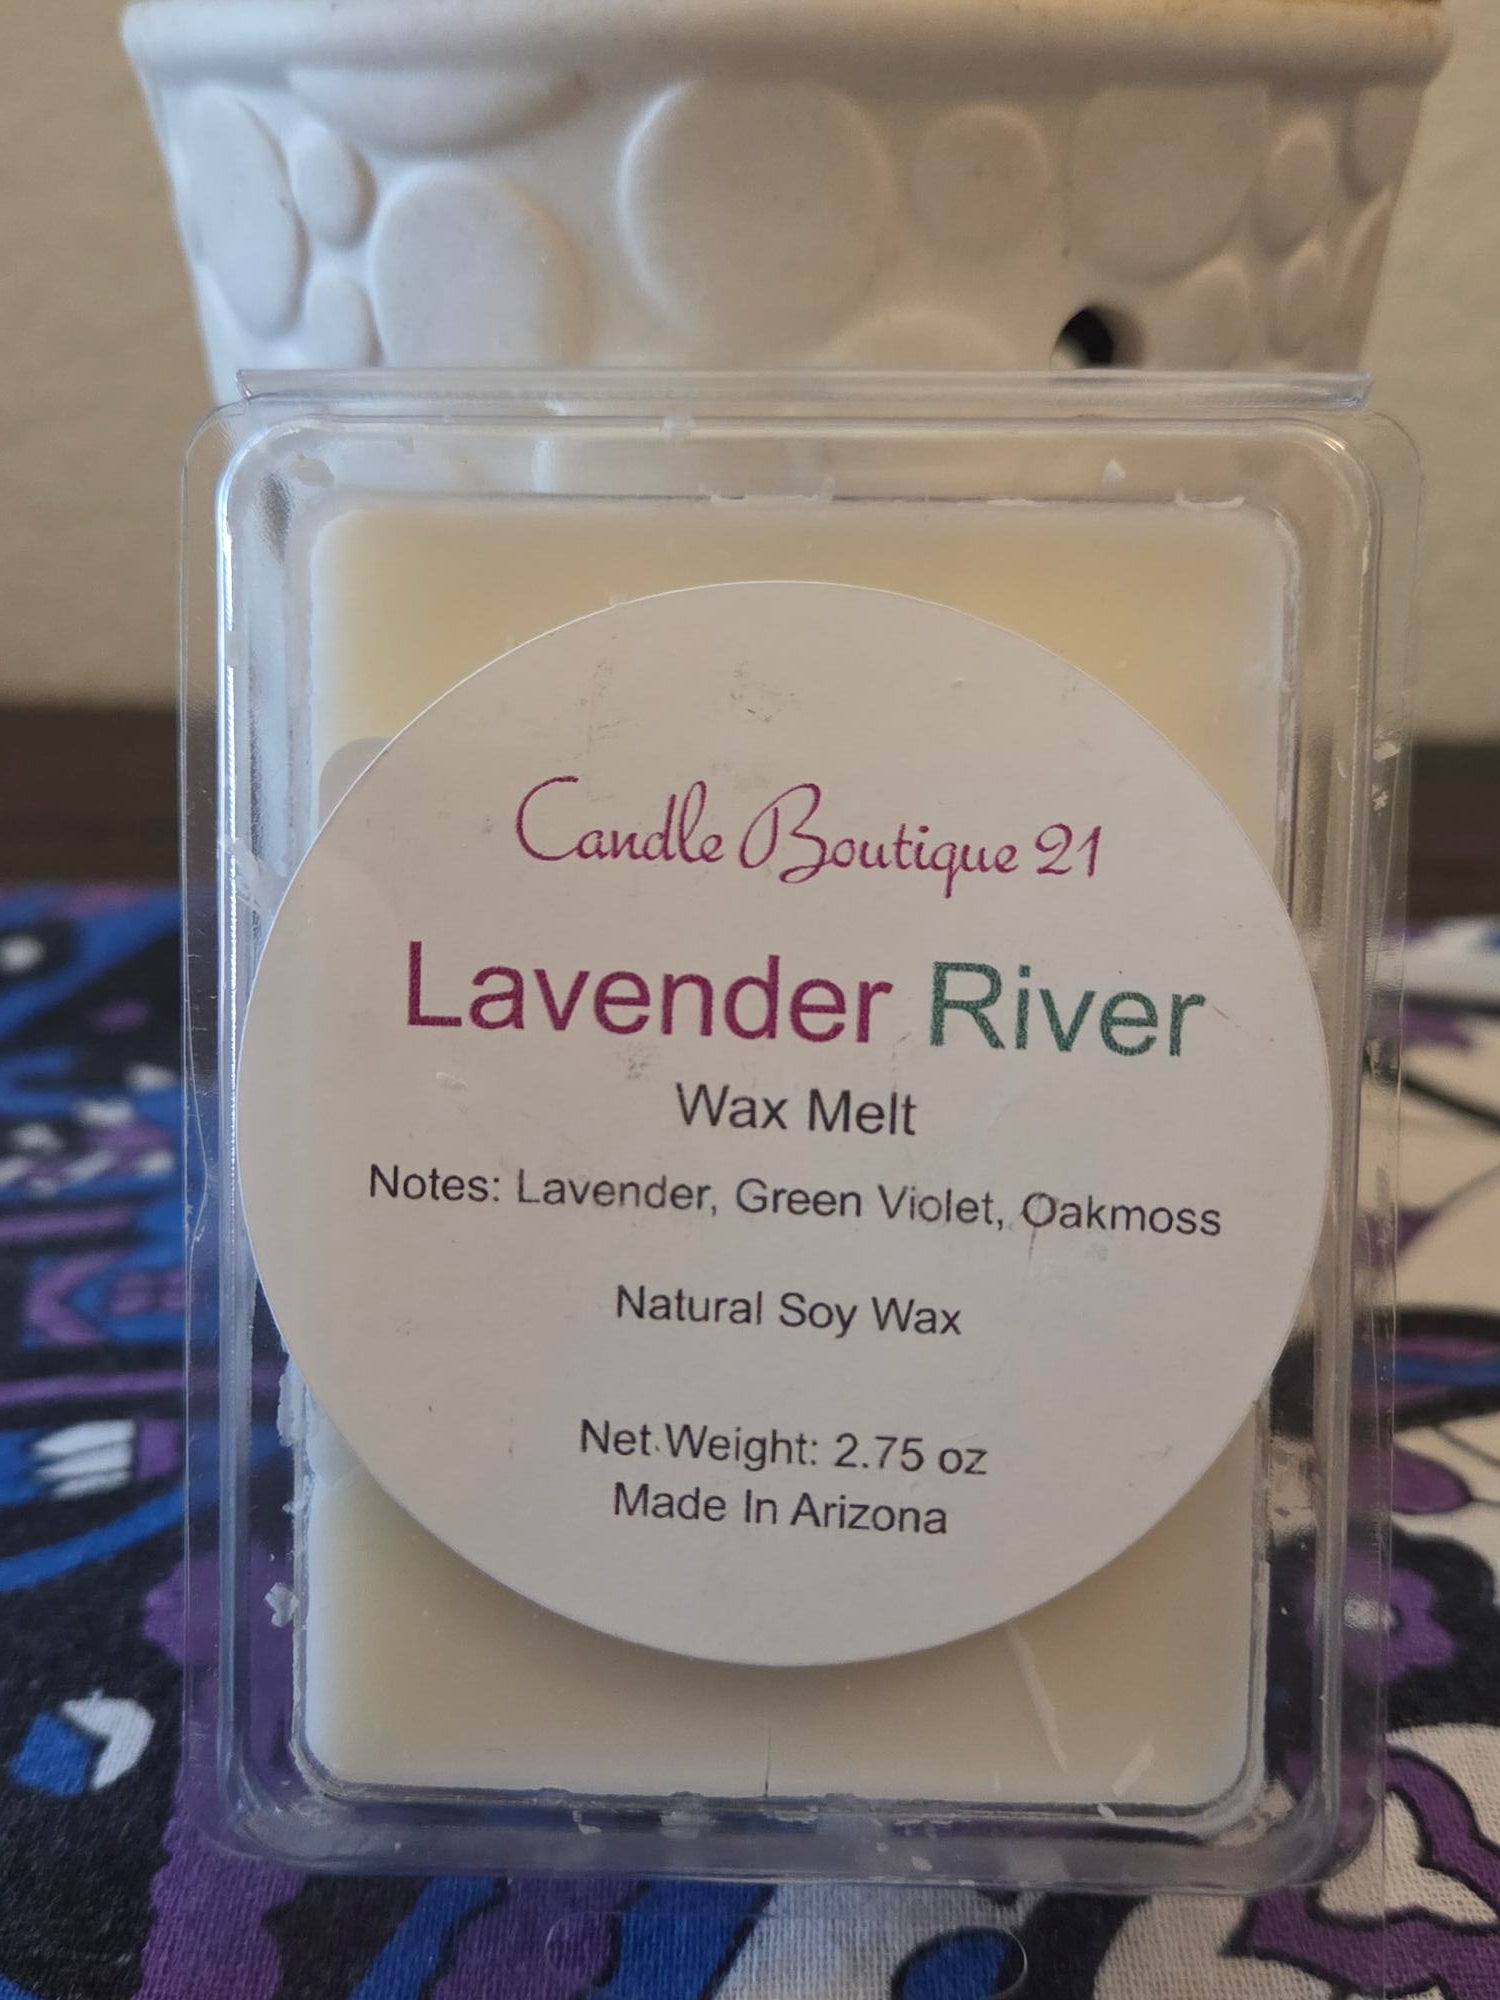 Candle Boutique 21
Lavender River
Wax Melt
Notes: Lavender, Green Violet, Oakmoss
Natural Soy Wax
Net Weight: 2.75 oz
Made In Arizona